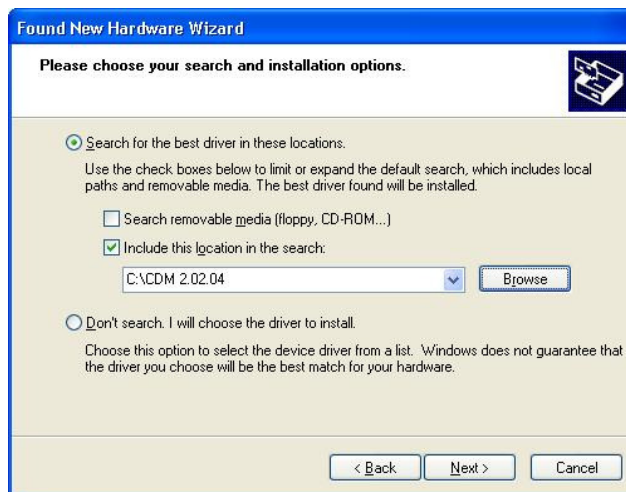 Found New Hardware Wizard
Please choose your search and installation options.
Search for the best driver in these locations.
Use the check boxes below to limit or expand the default search, which includes local
paths and removable media. The best driver found will be installed.
Search removable media (floppy, CD-ROM...)
Include this location in the search:
C:\CDM 2.02.04
Browse
Don't search. I will choose the driver to install.
Choose this option to select the device driver from a list.  Windows does not guarantee that
the driver you choose will be the best match for your hardware.
< Back
Next >
Cancel